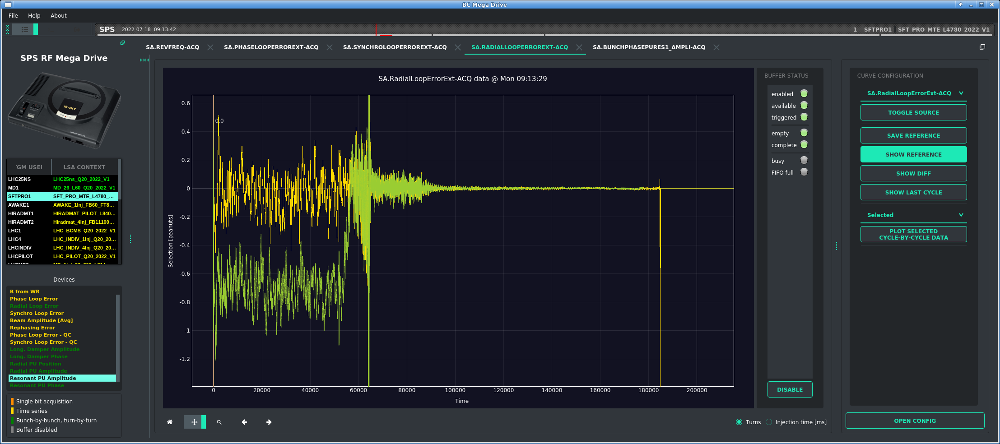 BC Mega Drive
File Help About
SPS 2022-07-18 09:13:42 1 SFTPRO1 SFT PRO MTE L4780 2022 V1
SA.REVFREQ-ACQ SA.PHASELOOPERROREXT-ACQ SA.SYNCHROLOOPERROREXT-ACQ SA.RADIALLOOPERROREXT-ACQ SA.BUNCHPHASEPURES1_AMPLI-ACQ
SPS RF Mega Drive
16-BIT
MEGA DRIVE
'GM USEI LSA CONTEXT
LHC25NS LHC25ns_Q20_2022_V1
MD1 MD_26_L60_Q20_2022_V1
SFTPRO1 SFT_PRO_MTE_L4780_...
AWAKE1 AWAKE_1Inj_FB60_FT8...
HIRADMT1 HIRADMAT_PILOT_L840...
HIRADMT2 Hiradmat_4Inj_FB11100...
LHC1 LHC_BCMS_Q20_2022_V1
LHC4 LHC_INDIV_1inj_Q20_20...
LHCINDIV LHC_INDIV_4Inj_Q20_20...
LHCPILOT LHC_PILOT_Q20_2022_V1
Devices
B from WR
Phase Loop Error
Radial Loop Error
Synchro Loop Error
Beam Amplitude [Avg]
Rephasing Error
Phase Loop Error - QC
Synchro Loop Error - QC
Long. Damper Amplitude
Long. Damper Phase
Radial PU Position
Radial PU Amplitude
Resonant PU Amplitude
Resonant PU Phase
Single bit acquisition
Time series
Bunch-by-bunch, turn-by-turn
Buffer disabled
SA.RadialLoopErrorExt-ACQ data @ Mon 09:13:29
0.6
0.4
0.2
0
-0.2
-0.4
-0.6
-0.8
-1
-1.2
Selection [peanuts]
0.0
0 20000 40000 60000 80000 100000 120000 140000 160000 180000 200000
Time
Turns Injection time [ms]
BUFFER STATUS
enabled
available
triggered
empty
complete
busy
FIFO full
DISABLE
CURVE CONFIGURATION
SA.RadialLoopErrorExt-ACQ
TOGGLE SOURCE
SAVE REFERENCE
SHOW REFERENCE
SHOW DIFF
SHOW LAST CYCLE
Selected
PLOT SELECTED
CYCLE-BY-CYCLE DATA
OPEN CONFIG